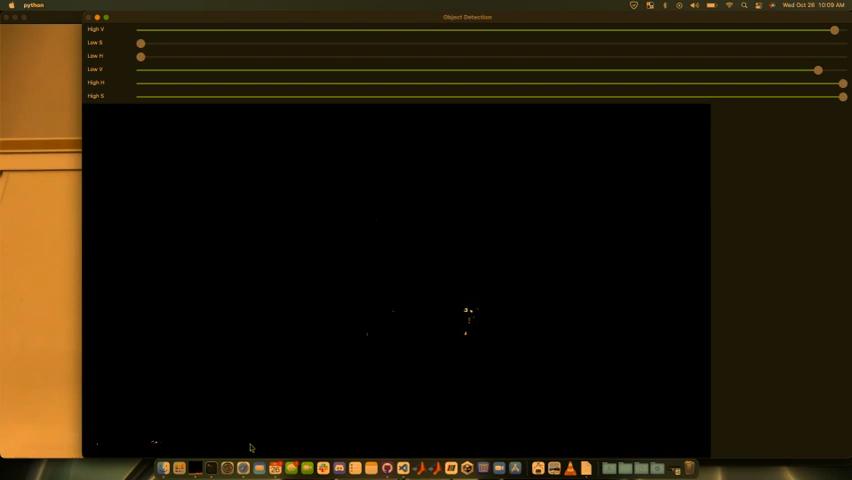 python
Wed Oct 26 10:09 AM
Object Detection
High V
Low S
Low H
Low V
High H
High S